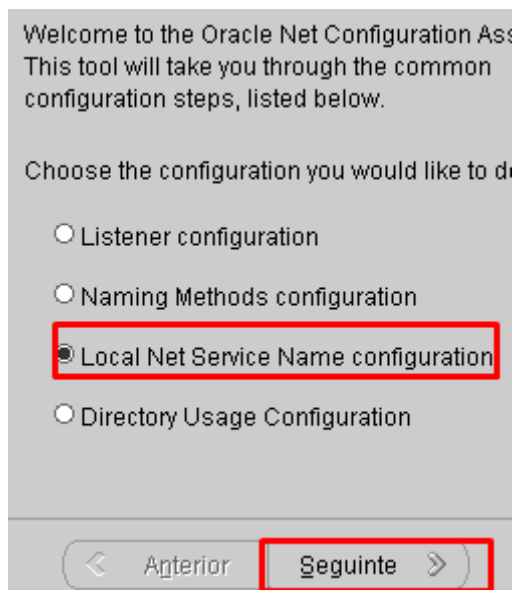 Welcome to the Oracle Net Configuration Ass
This tool will take you through the common
configuration steps, listed below.
Choose the configuration you would like to d
Listener configuration
Naming Methods configuration
Local Net Service Name configuration
Directory Usage Configuration
Anterior
Seguinte